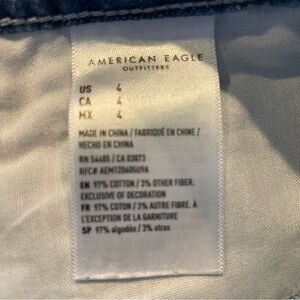 AMERICAN EAGLE
OUTFITTERS
US 4
CA 4
MX 4
MADE IN CHINA / FABRIQUÉ EN CHINE /
HECHO EN CHINA
RN 54485 / CA 03873
RFC# AEM1206058U9A
EN 97% COTTON / 3% OTHER FIBER.
EXCLUSIVE OF DECORATION
FR 97% COTON / 3% AUTRE FIBRE. À
L'EXCEPTION DE LA GARNITURE
SP 97% algodón / 3% otras